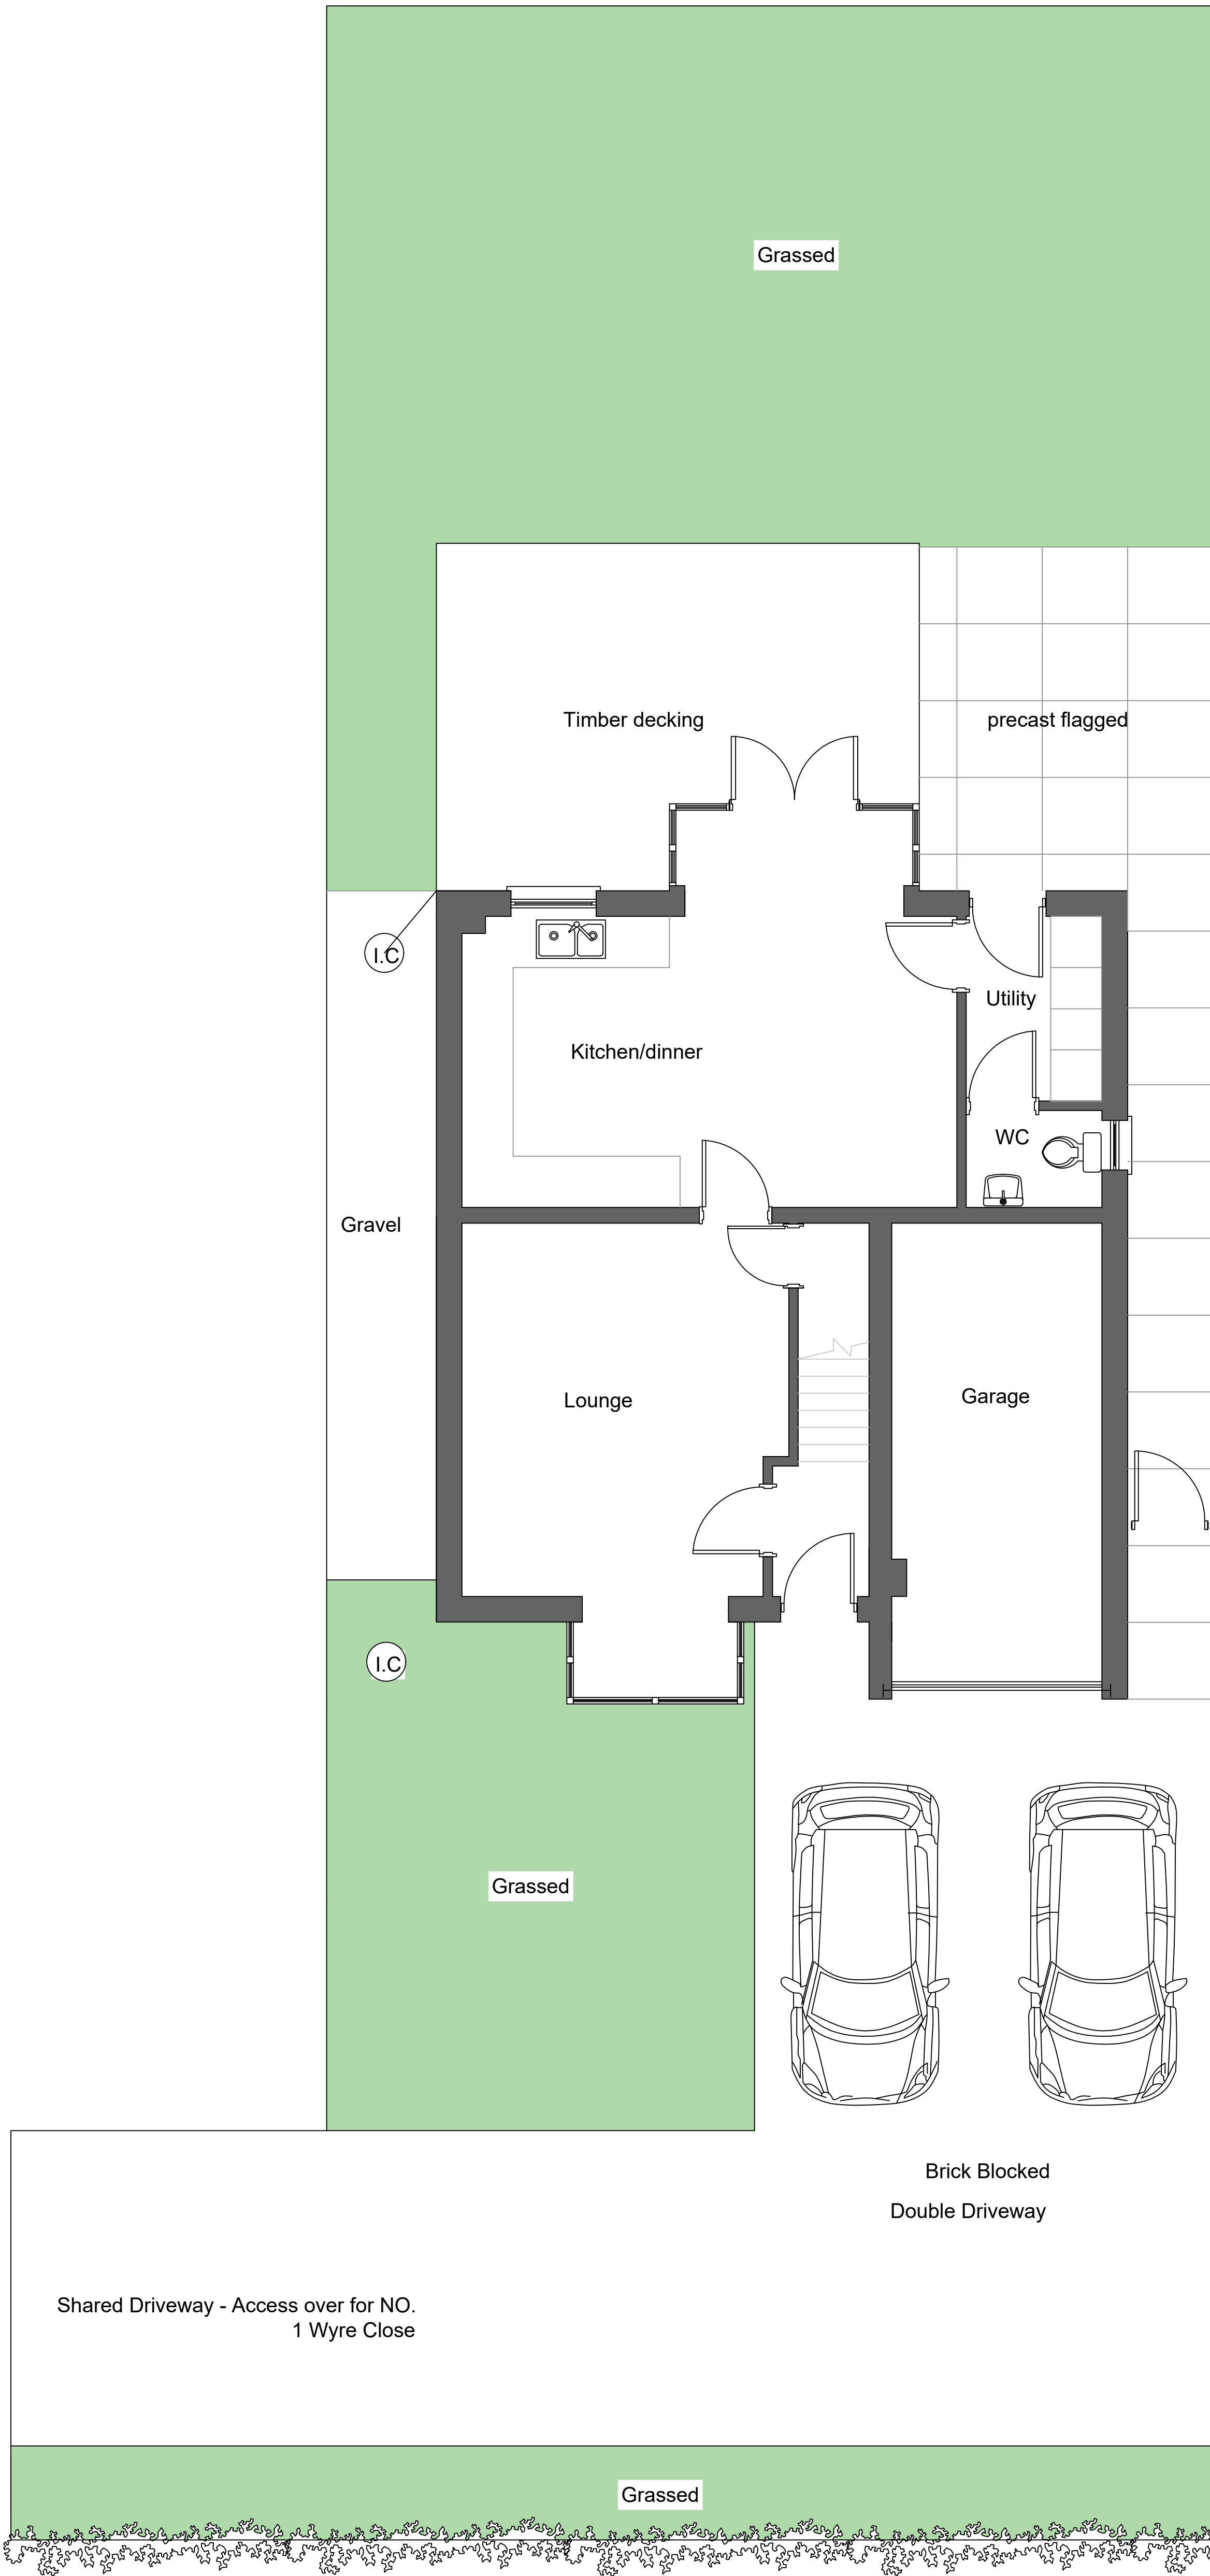 Grassed
Timber decking
precast flagged
I.C
Utility
Kitchen/dinner
WC
Gravel
Lounge
Garage
I.C
Grassed
Brick Blocked
Double Driveway
Shared Driveway - Access over for NO.
1 Wyre Close
Grassed